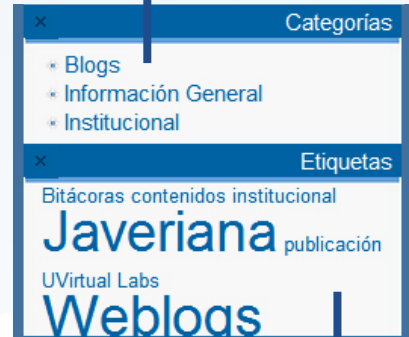 Categorías
Blogs
Información General
Institucional
Etiquetas
Bitácoras contenidos institucional
Javeriana publicación
UVirtual Labs
Weblogs